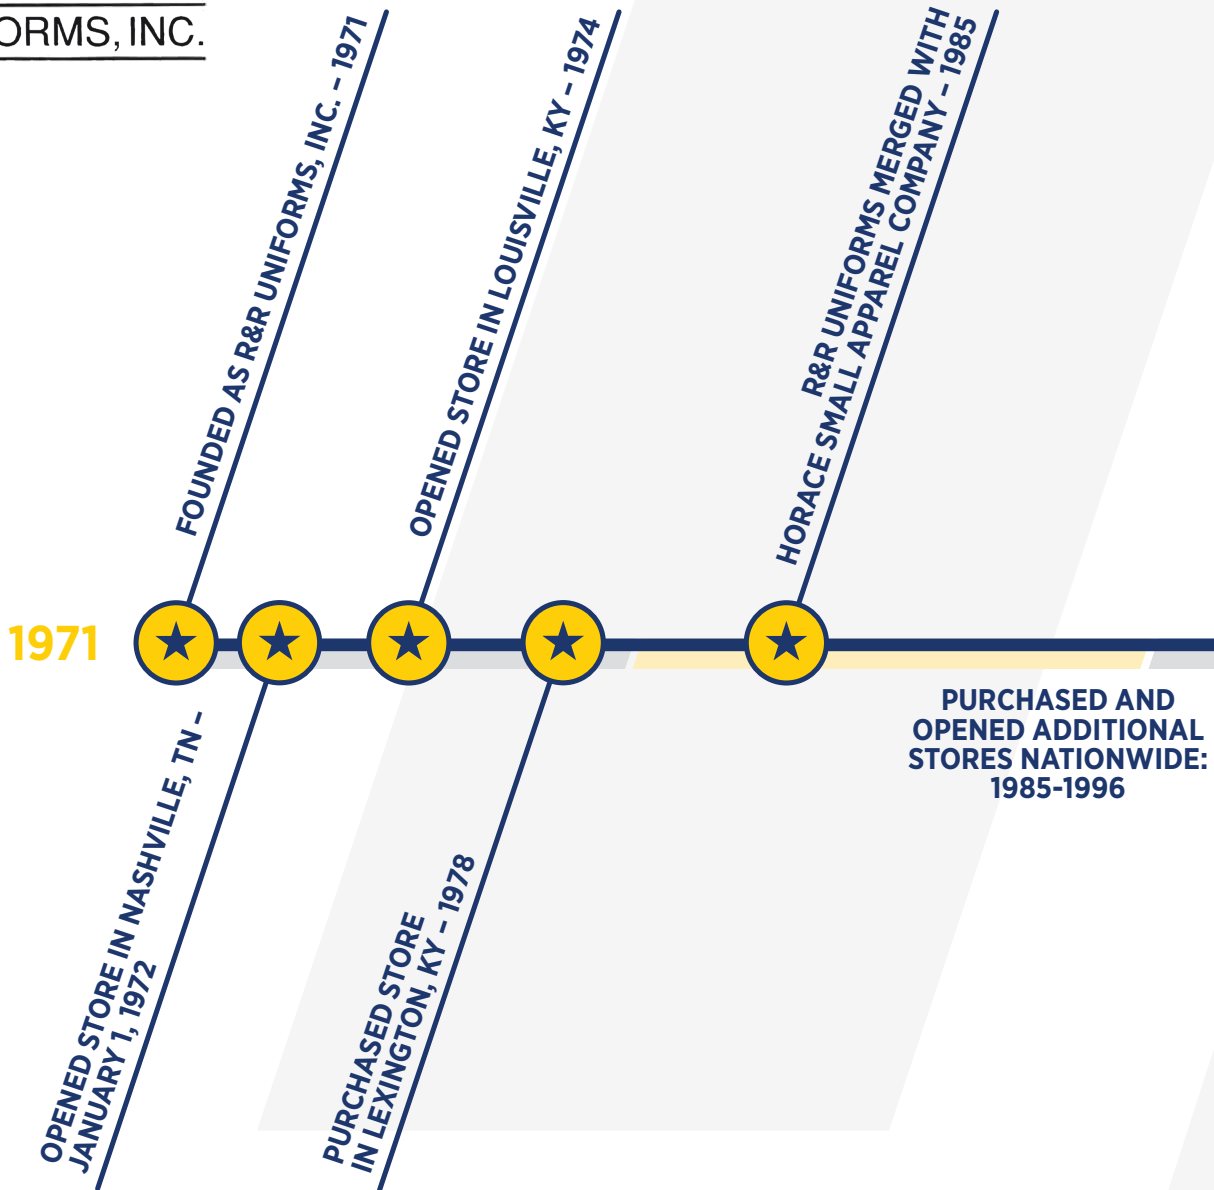 ORMS, INC.
FOUNDED AS R&R UNIFORMS, INC. – 1971
OPENED STORE IN LOUISVILLE, KY – 1974
R&R UNIFORMS MERGED WITH
HORACE SMALL APPAREL COMPANY – 1985
1971
PURCHASED AND
OPENED ADDITIONAL
STORES NATIONWIDE:
1985-1996
OPENED STORE IN NASHVILLE, TN –
JANUARY 1, 1972
PURCHASED STORE
IN LEXINGTON, KY – 1978